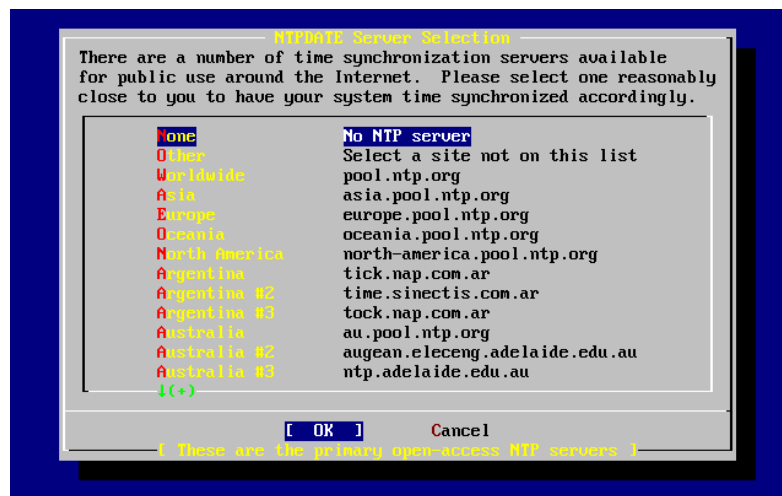 NTPDATE Server Selection
There are a number of time synchronization servers available
for public use around the Internet.  Please select one reasonably
close to you to have your system time synchronized accordingly.
None No NTP server
Other Select a site not on this list
Worldwide pool.ntp.org
Asia asia.pool.ntp.org
Europe europe.pool.ntp.org
Oceania oceania.pool.ntp.org
North America north-america.pool.ntp.org
Argentina tick.nap.com.ar
Argentina #2 time.sinectis.com.ar
Argentina #3 tock.nap.com.ar
Australia au.pool.ntp.org
Australia #2 augean.eleceng.adelaide.edu.au
Australia #3 ntp.adelaide.edu.au
↓(+)
[ OK ] Cancel
[ These are the primary open-access NTP servers ]